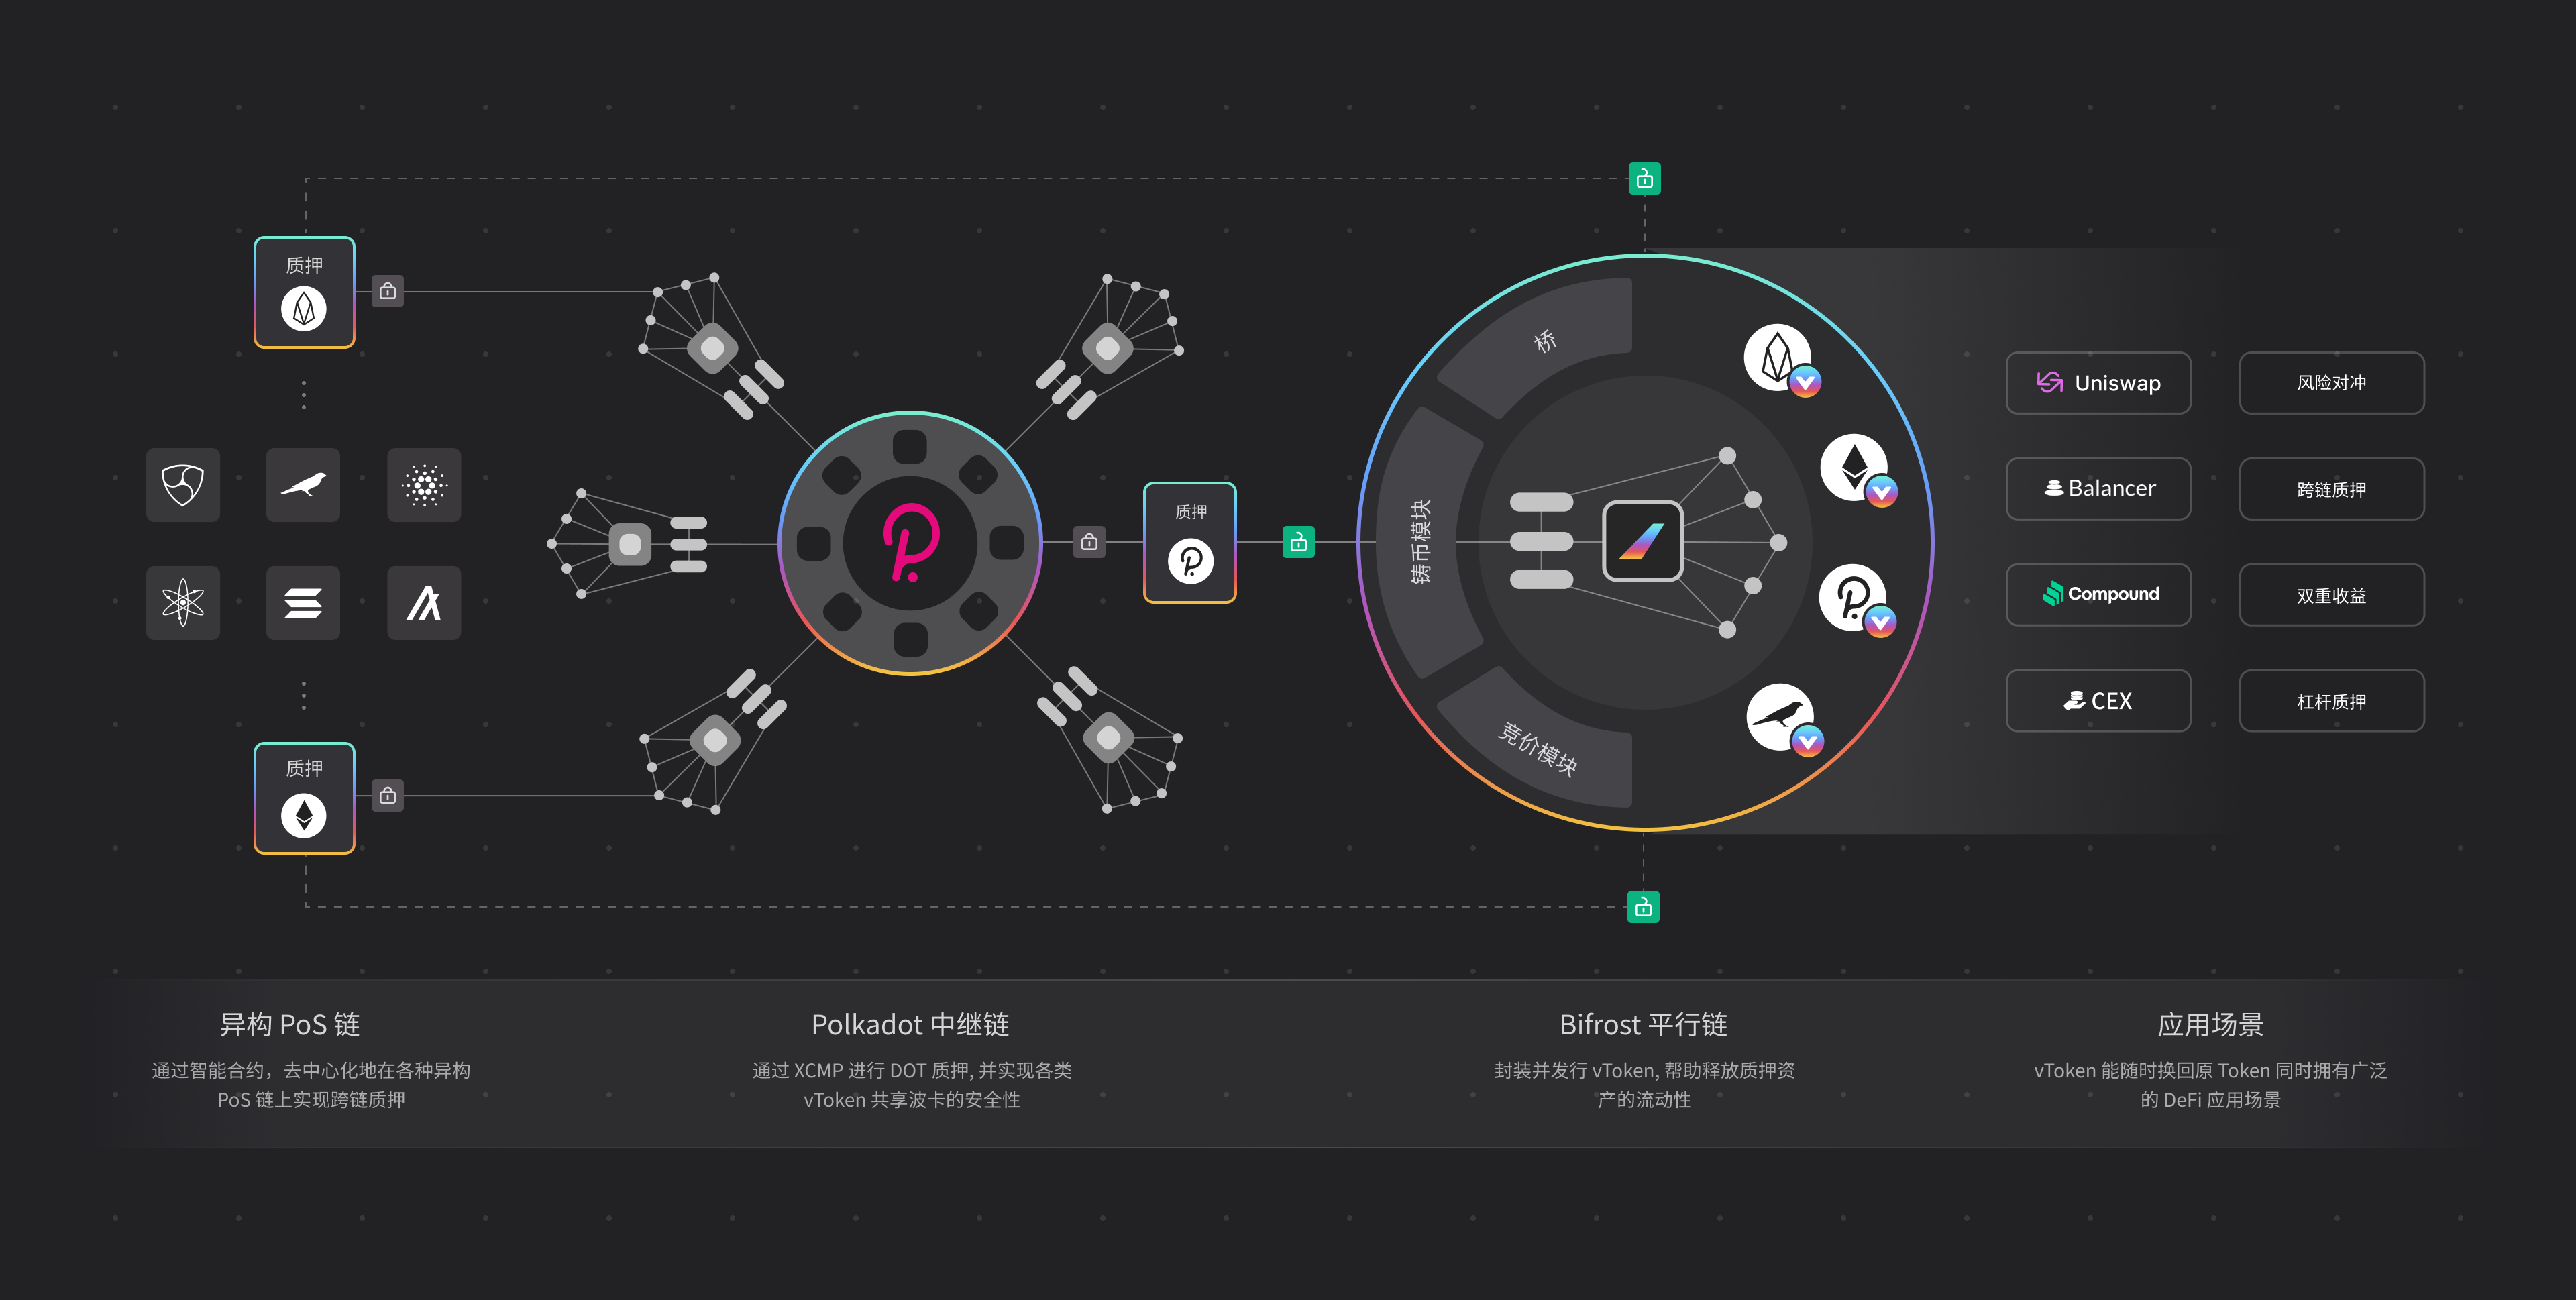 质押
质押
质押
桥
铸币模块
竞价模块
Uniswap
风险对冲
Balancer
跨链质押
Compound
双重收益
CEX
杠杆质押
异构 PoS 链
通过智能合约，去中心化地在各种异构
PoS 链上实现跨链质押
Polkadot 中继链
通过 XCMP 进行 DOT 质押, 并实现各类
vToken 共享波卡的安全性
Bifrost 平行链
封装并发行 vToken, 帮助释放质押资
产的流动性
应用场景
vToken 能随时换回原 Token 同时拥有广泛
的 DeFi 应用场景